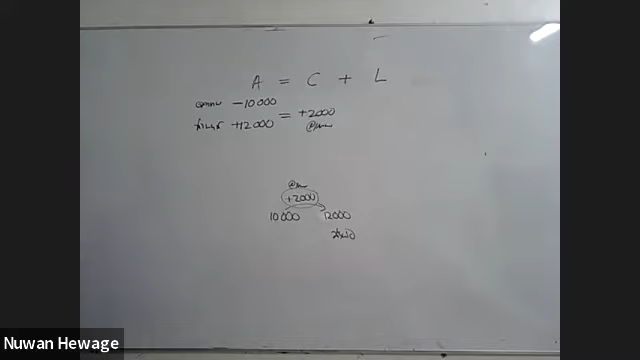 A = C + L
-10000
+12000 = +2000
+2000
10000 12000
Nuwan Hewage